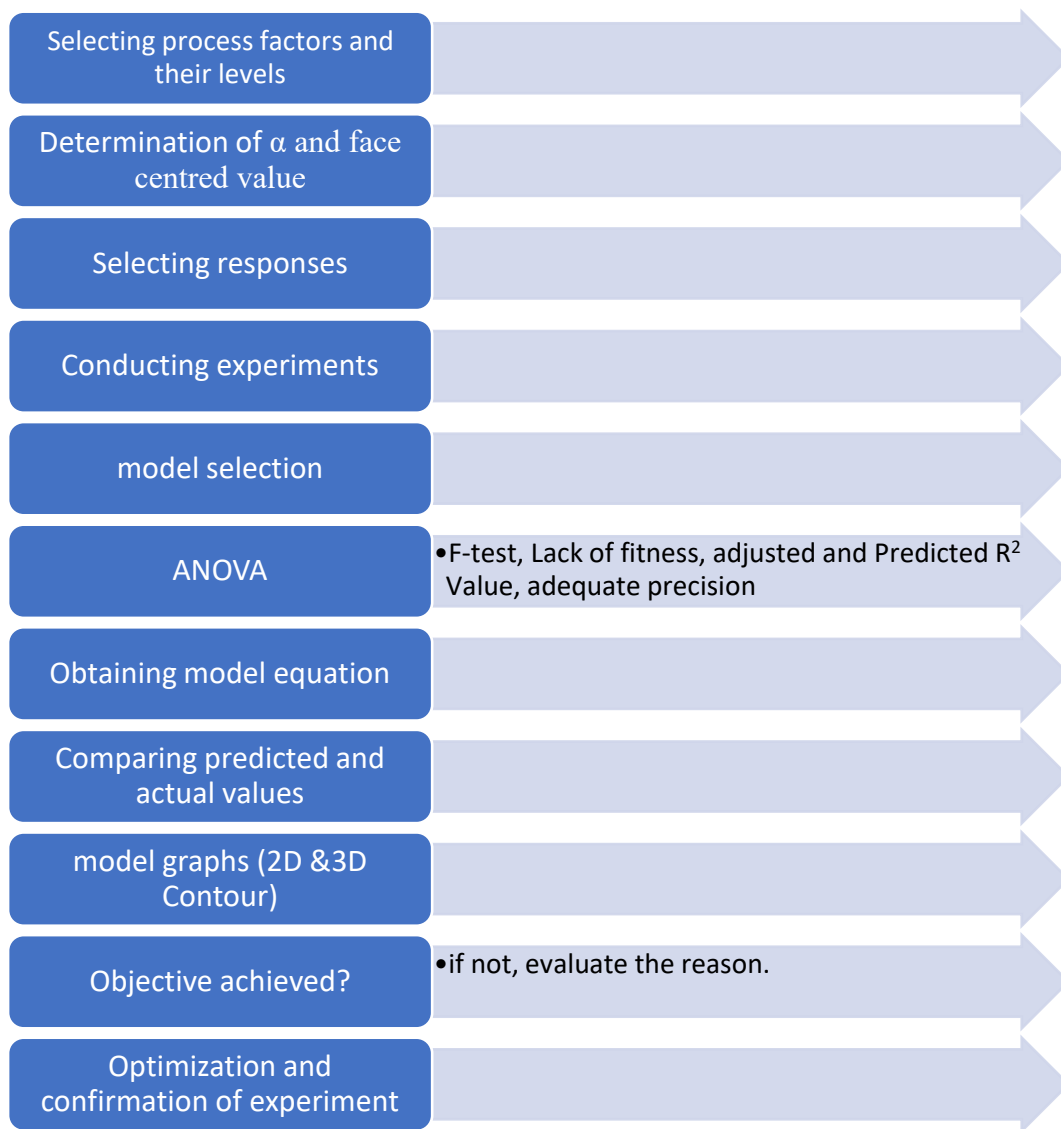 Selecting process factors and
their levels
Determination of α and face
centred value
Selecting responses
Conducting experiments
model selection
ANOVA
•F-test, Lack of fitness, adjusted and Predicted R²
Value, adequate precision
Obtaining model equation
Comparing predicted and
actual values
model graphs (2D &3D
Contour)
Objective achieved?
•if not, evaluate the reason.
Optimization and
confirmation of experiment